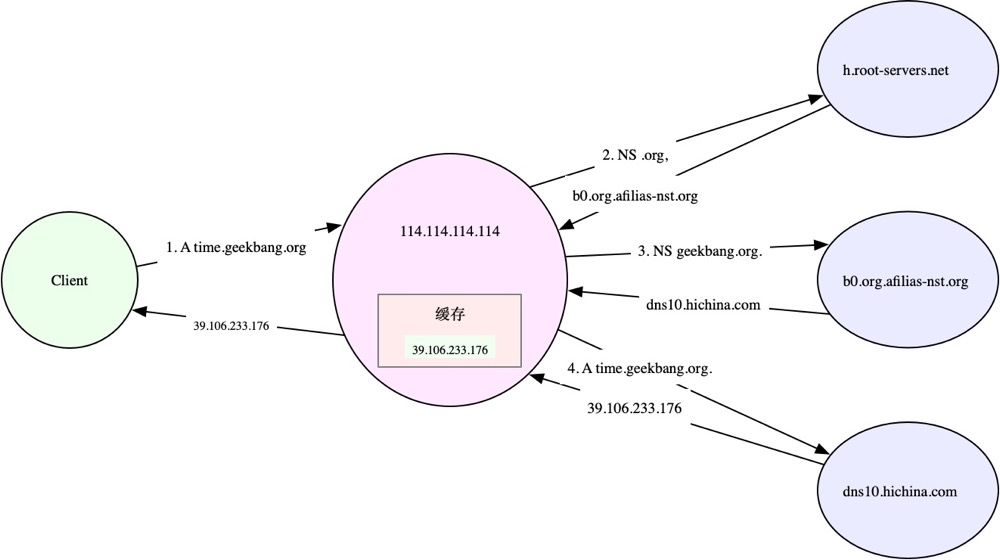 h.root-servers.net
2. NS .org,
b0.org.afilias-nst.org
114.114.114.114
1. A time.geekbang.org
3. NS geekbang.org.
Client
b0.org.afilias-nst.org
dns10.hichina.com
缓存
39.106.233.176
39.106.233.176
4. A time.geekbang.org.
39.106.233.176
dns10.hichina.com